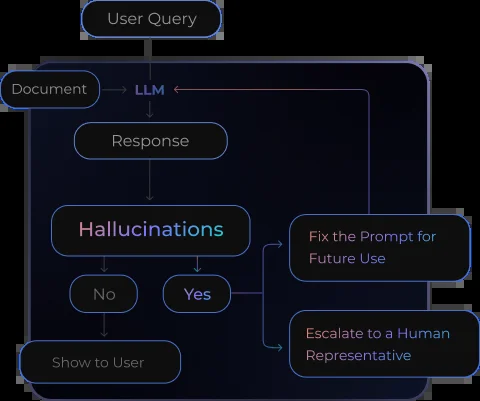 User Query
Document
LLM
Response
Hallucinations
Fix the Prompt for
Future Use
No
Yes
Escalate to a Human
Representative
Show to User